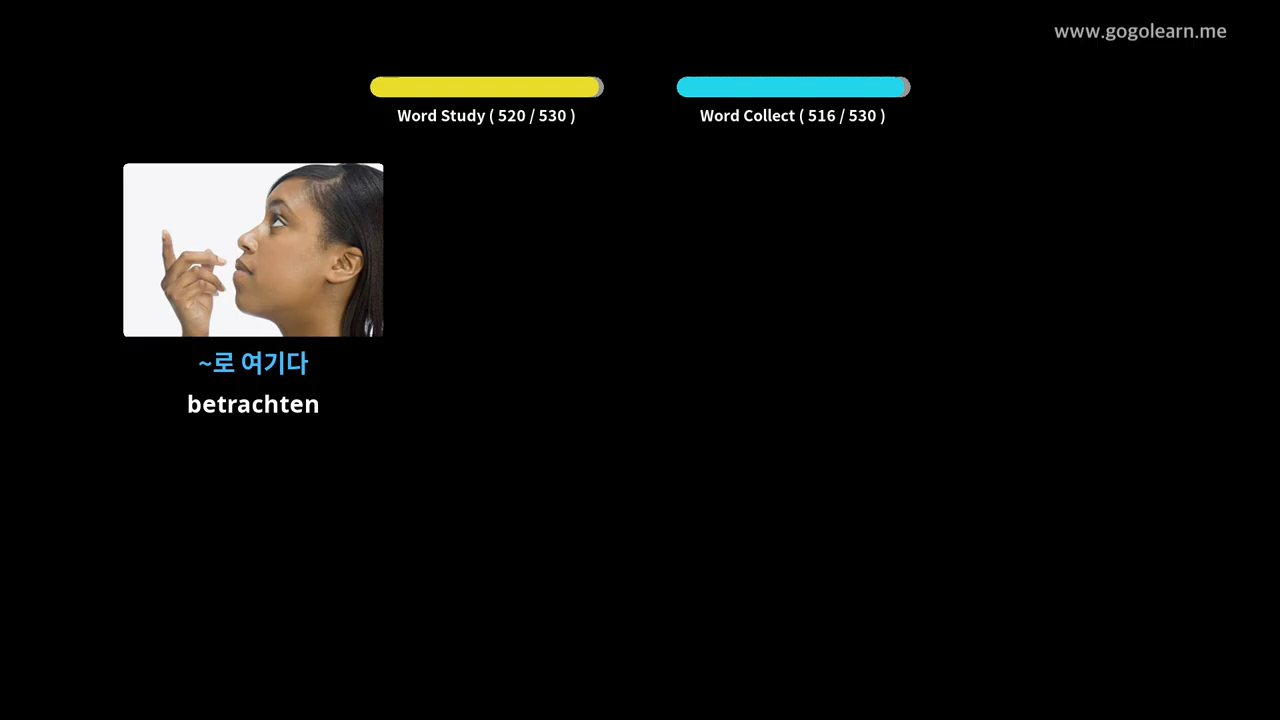 www.gogolearn.me
Word Study ( 520 / 530 )
Word Collect ( 516 / 530 )
~로 여기다
betrachten